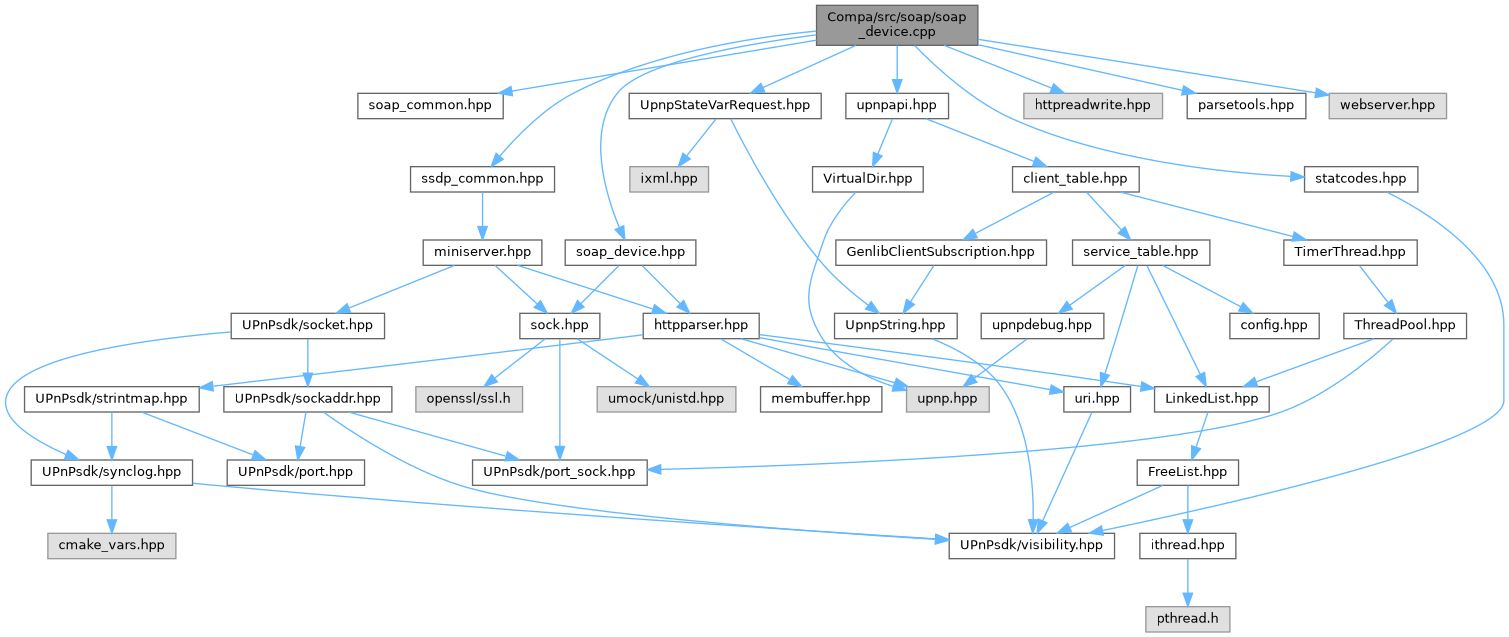 Compa/src/soap/soap
_device.cpp
soap_common.hpp
UpnpStateVarRequest.hpp
upnpapi.hpp
httpreadwrite.hpp
parsetools.hpp
webserver.hpp
ssdp_common.hpp
ixml.hpp
VirtualDir.hpp
client_table.hpp
statcodes.hpp
miniserver.hpp
soap_device.hpp
GenlibClientSubscription.hpp
service_table.hpp
TimerThread.hpp
UPnPsdk/socket.hpp
sock.hpp
httpparser.hpp
UpnpString.hpp
upnpdebug.hpp
config.hpp
ThreadPool.hpp
UPnPsdk/strintmap.hpp
UPnPsdk/sockaddr.hpp
openssl/ssl.h
umock/unistd.hpp
membuffer.hpp
upnp.hpp
uri.hpp
LinkedList.hpp
UPnPsdk/synclog.hpp
UPnPsdk/port.hpp
UPnPsdk/port_sock.hpp
FreeList.hpp
cmake_vars.hpp
UPnPsdk/visibility.hpp
ithread.hpp
pthread.h